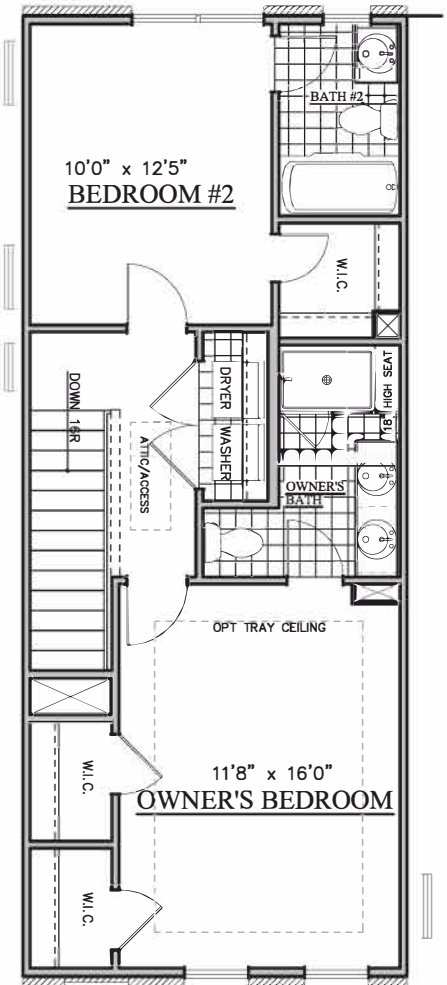 BATH #2
10'0" x 12'5"
BEDROOM #2
W.I.C.
DRYER
WASHER
18" HIGH SEAT
DOWN 16R
ATIC/ACCESS
OWNER'S
BATH
OPT TRAY CEILING
W.I.C.
11'8" x 16'0"
OWNER'S BEDROOM
W.I.C.